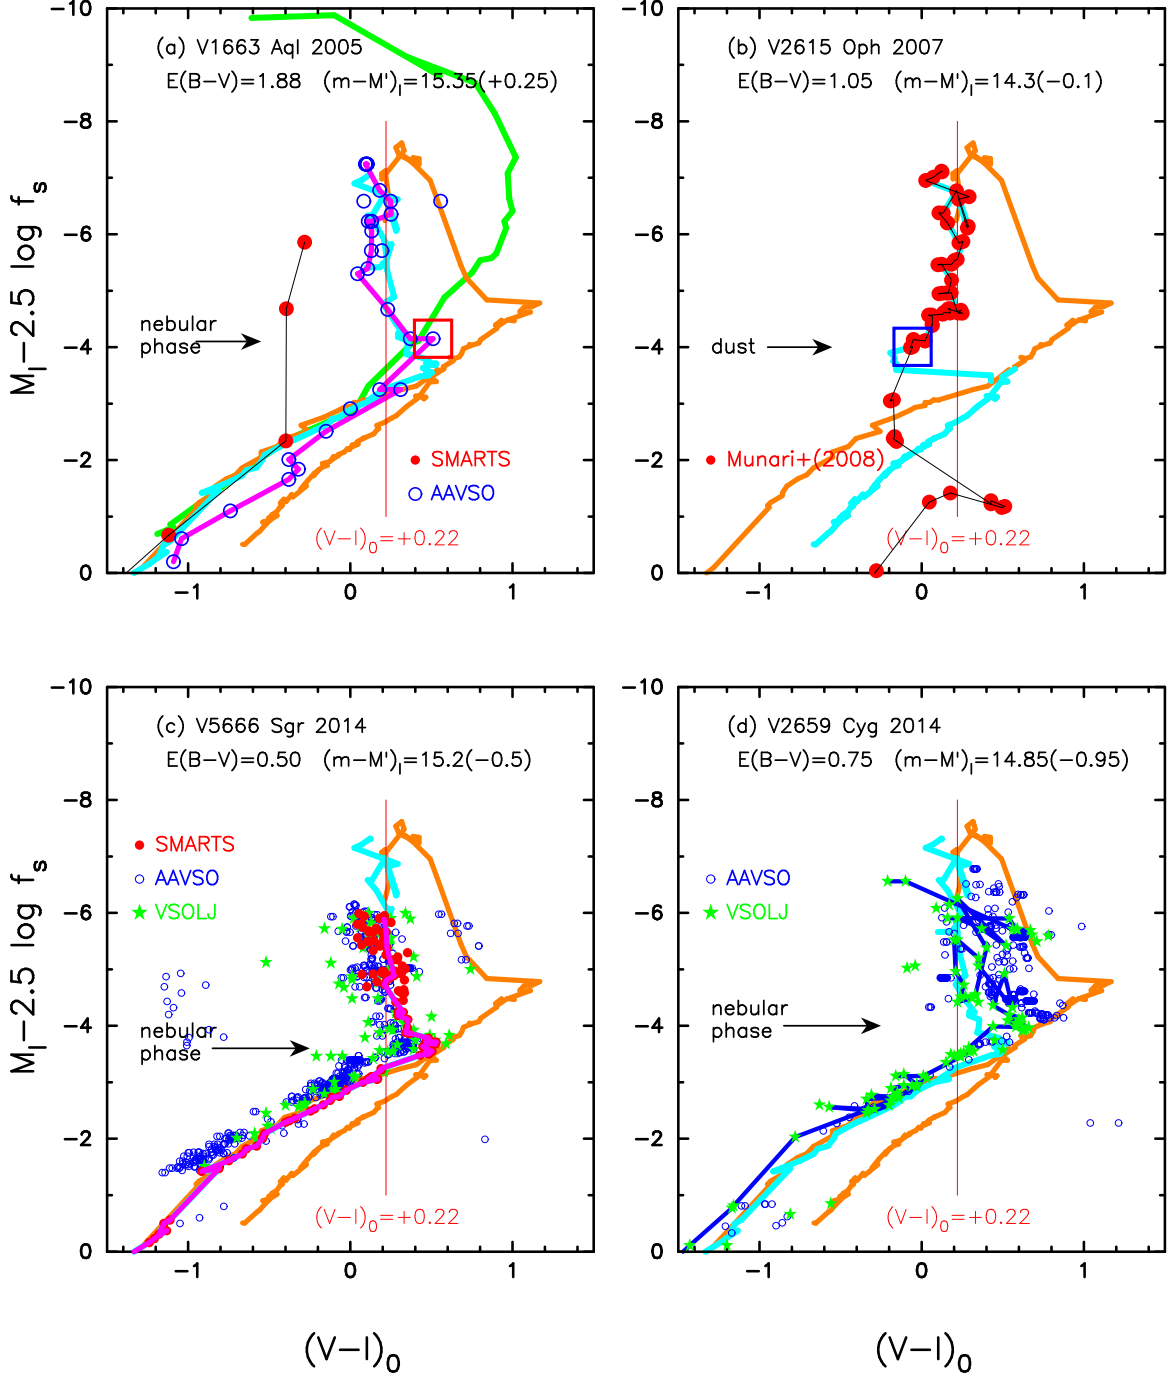 (a) V1663 Aql 2005
E(B−V)=1.88 (m−M')I=15.35(+0.25)
nebular
phase
SMARTS
AAVSO
(V−I)0=+0.22
−10
−8
−6
−4
−2
0
−1 0 1
M_I−2.5 log f_s
(b) V2615 Oph 2007
E(B−V)=1.05 (m−M')I=14.3(−0.1)
dust
Munari+(2008)
(V−I)0=+0.22
−10
−8
−6
−4
−2
0
−1 0 1
(c) V5666 Sgr 2014
E(B−V)=0.50 (m−M')I=15.2(−0.5)
SMARTS
AAVSO
VSOLJ
nebular
phase
(V−I)0=+0.22
−10
−8
−6
−4
−2
0
−1 0 1
M_I−2.5 log f_s
(V−I)0
(d) V2659 Cyg 2014
E(B−V)=0.75 (m−M')I=14.85(−0.95)
AAVSO
VSOLJ
nebular
phase
(V−I)0=+0.22
−10
−8
−6
−4
−2
0
−1 0 1
(V−I)0